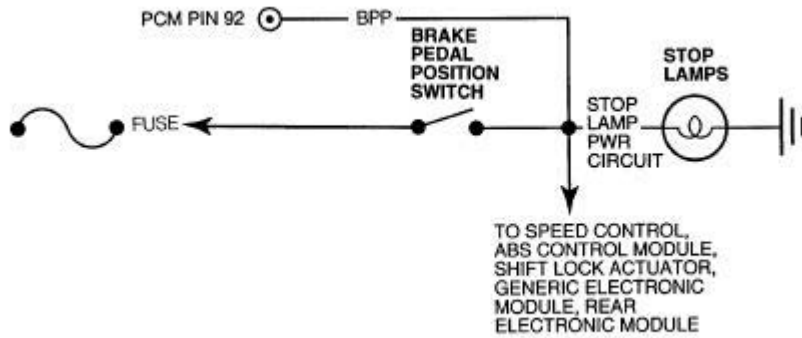 PCM PIN 92
BPP
BRAKE
PEDAL
POSITION
SWITCH
STOP
LAMPS
FUSE
STOP
LAMP
PWR
CIRCUIT
TO SPEED CONTROL,
ABS CONTROL MODULE,
SHIFT LOCK ACTUATOR,
GENERIC ELECTRONIC
MODULE, REAR
ELECTRONIC MODULE